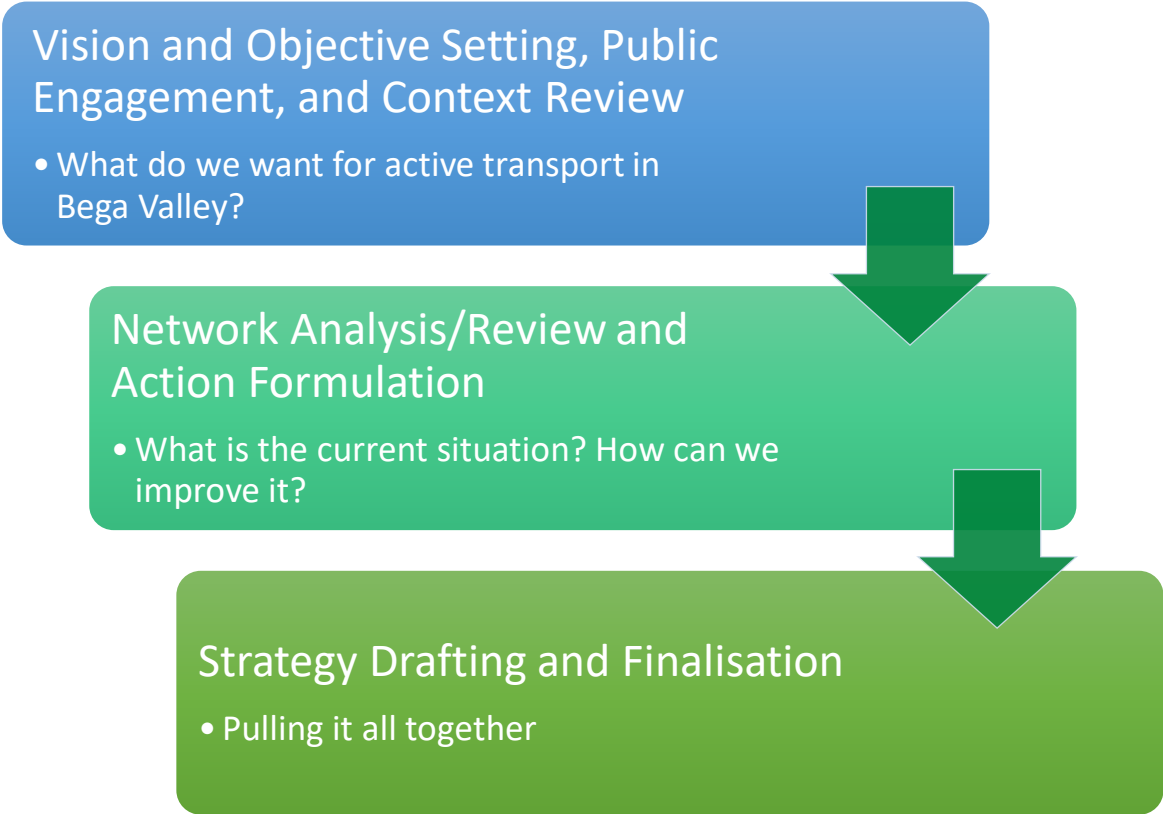 Vision and Objective Setting, Public
Engagement, and Context Review
• What do we want for active transport in
Bega Valley?
Network Analysis/Review and
Action Formulation
• What is the current situation? How can we
improve it?
Strategy Drafting and Finalisation
• Pulling it all together